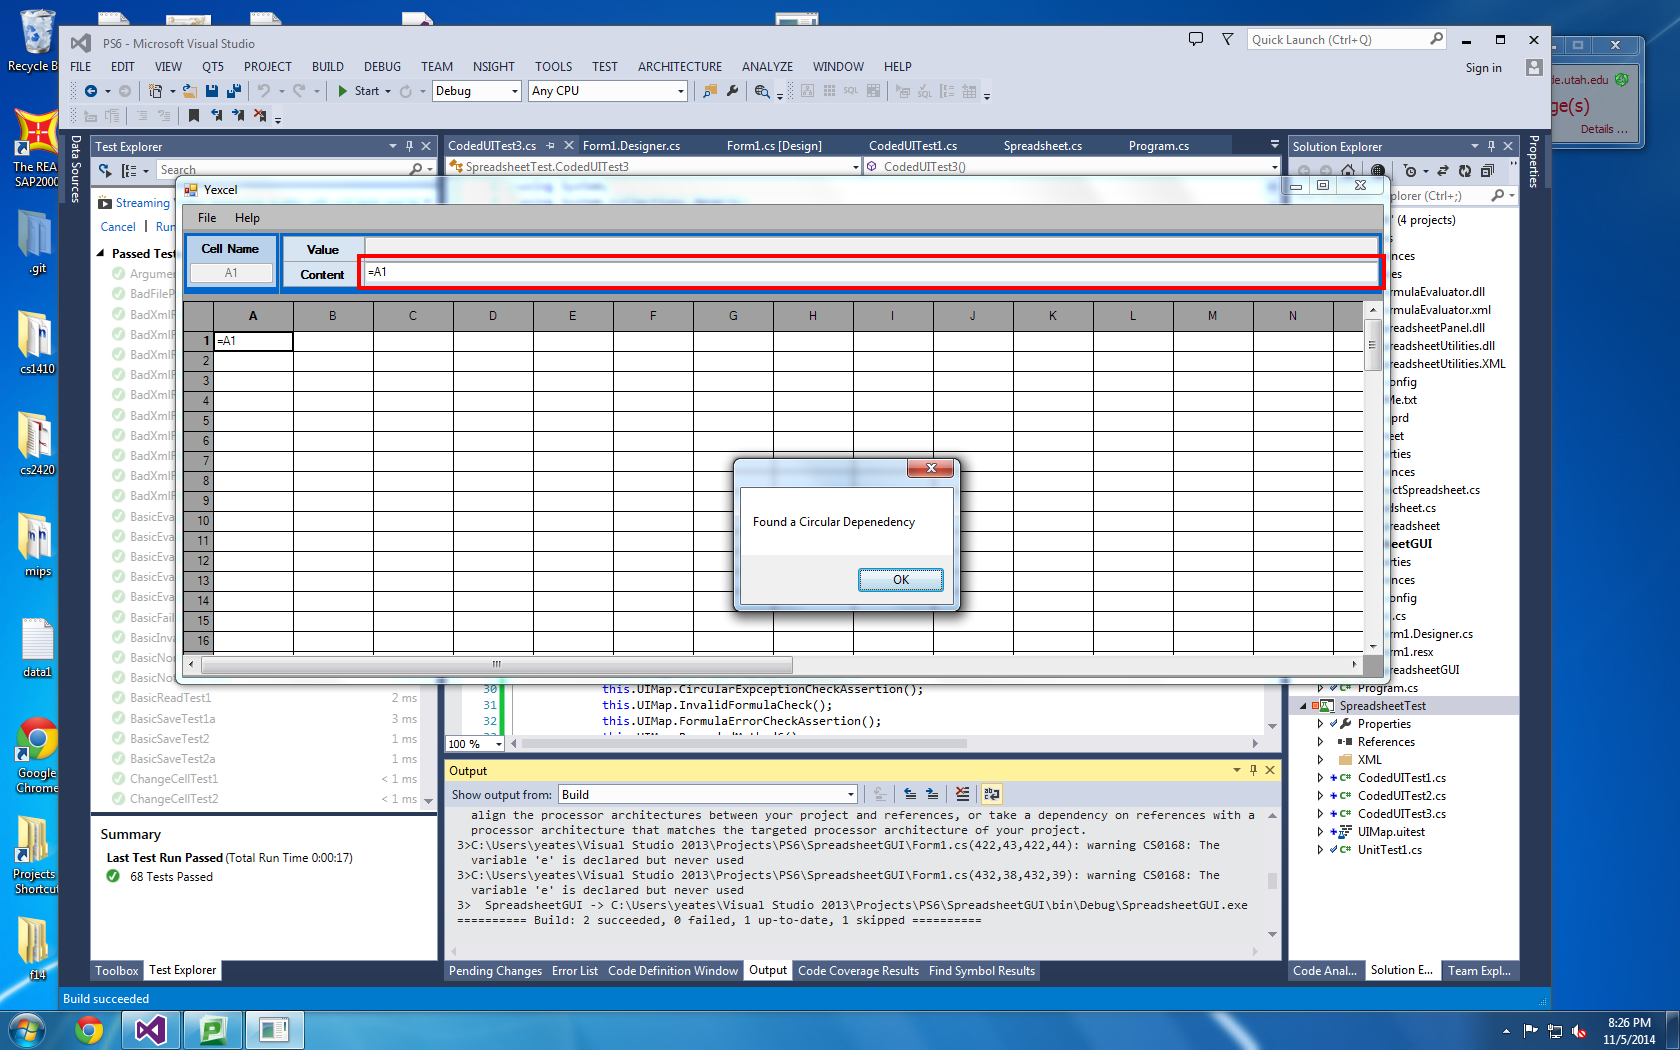 Recycle B
The REA
SAP2000
.git
cs1410
cs2420
mips
data1
Google
Chrome
Projects
Shortcut
f14
PS6 - Microsoft Visual Studio
Quick Launch (Ctrl+Q)
FILE EDIT VIEW QT5 PROJECT BUILD DEBUG TEAM NSIGHT TOOLS TEST ARCHITECTURE ANALYZE WINDOW HELP
Sign in
Start Debug Any CPU
de.utah.edu
ge(s)
Details ...
Data Sources
Test Explorer
Search
Streaming
Cancel Run
Passed Test
Argume
BadFileP
BadXmlF
BadXmlF
BadXmlF
BadXmlF
BadXmlF
BadXmlF
BadXmlF
BadXmlF
BadXmlF
BadXmlF
BasicEva
BasicEva
BasicEva
BasicEva
BasicEva
BasicFail
BasicInva
BasicNor
BasicNot
BasicReadTest1 2 ms
BasicSaveTest1a 3 ms
BasicSaveTest2 1 ms
BasicSaveTest2a 1 ms
ChangeCellTest1 < 1 ms
ChangeCellTest2 < 1 ms
Summary
Last Test Run Passed (Total Run Time 0:00:17)
68 Tests Passed
Toolbox Test Explorer
CodedUITest3.cs Form1.Designer.cs Form1.cs [Design] CodedUITest1.cs Spreadsheet.cs Program.cs
SpreadsheetTest.CodedUITest3 CodedUITest3()
Yexcel
File Help
Cell Name Value
A1 Content =A1
A B C D E F G H I J K L M N
1 =A1
2
3
4
5
6
7
8
9
10
11
12
13
14
15
16
Found a Circular Depenedency
OK
30 this.UIMap.CircularExpceptionCheckAssertion();
31 this.UIMap.InvalidFormulaCheck();
32 this.UIMap.FormulaErrorCheckAssertion();
100 %
Output
Show output from: Build
align the processor architectures between your project and references, or take a dependency on references with a
processor architecture that matches the targeted processor architecture of your project.
3>C:\Users\yeates\Visual Studio 2013\Projects\PS6\SpreadsheetGUI\Form1.cs(422,43,422,44): warning CS0168: The
variable 'e' is declared but never used
3>C:\Users\yeates\Visual Studio 2013\Projects\PS6\SpreadsheetGUI\Form1.cs(432,38,432,39): warning CS0168: The
variable 'e' is declared but never used
3> SpreadsheetGUI -> C:\Users\yeates\Visual Studio 2013\Projects\PS6\SpreadsheetGUI\bin\Debug\SpreadsheetGUI.exe
========== Build: 2 succeeded, 0 failed, 1 up-to-date, 1 skipped ==========
Pending Changes Error List Code Definition Window Output Code Coverage Results Find Symbol Results
Solution Explorer
Properties
plorer (Ctrl+;)
' (4 projects)
s
nces
es
rmulaEvaluator.dll
rmulaEvaluator.xml
readsheetPanel.dll
readsheetUtilities.dll
readsheetUtilities.XML
onfig
Me.txt
prd
eet
rties
nces
ctSpreadsheet.cs
dsheet.cs
readsheet
eetGUI
rties
nces
onfig
.cs
rm1.Designer.cs
rm1.resx
readsheetGUI
Program.cs
SpreadsheetTest
Properties
References
XML
CodedUITest1.cs
CodedUITest2.cs
CodedUITest3.cs
UIMap.uitest
UnitTest1.cs
Code Anal... Solution E... Team Expl...
Build succeeded
8:26 PM
11/5/2014